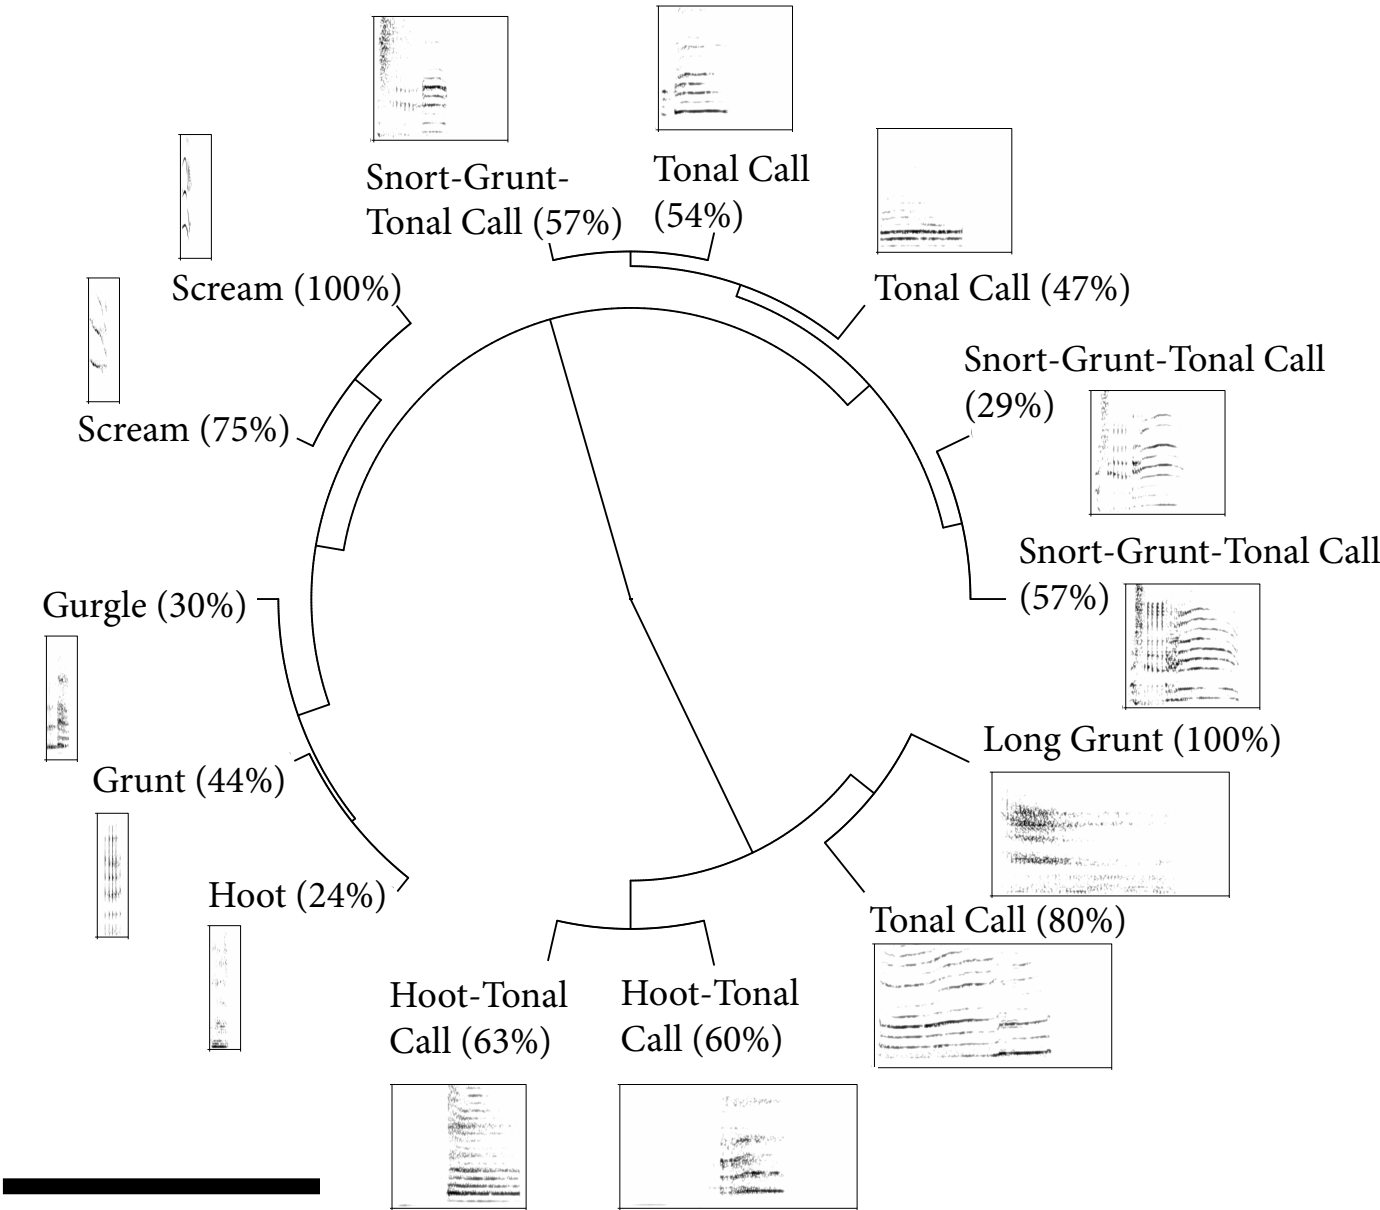 Snort-Grunt-
Tonal Call (57%)
Tonal Call
(54%)
Tonal Call (47%)
Scream (100%)
Snort-Grunt-Tonal Call
(29%)
Scream (75%)
Snort-Grunt-Tonal Call
(57%)
Gurgle (30%)
Long Grunt (100%)
Grunt (44%)
Hoot (24%)
Tonal Call (80%)
Hoot-Tonal
Call (63%)
Hoot-Tonal
Call (60%)